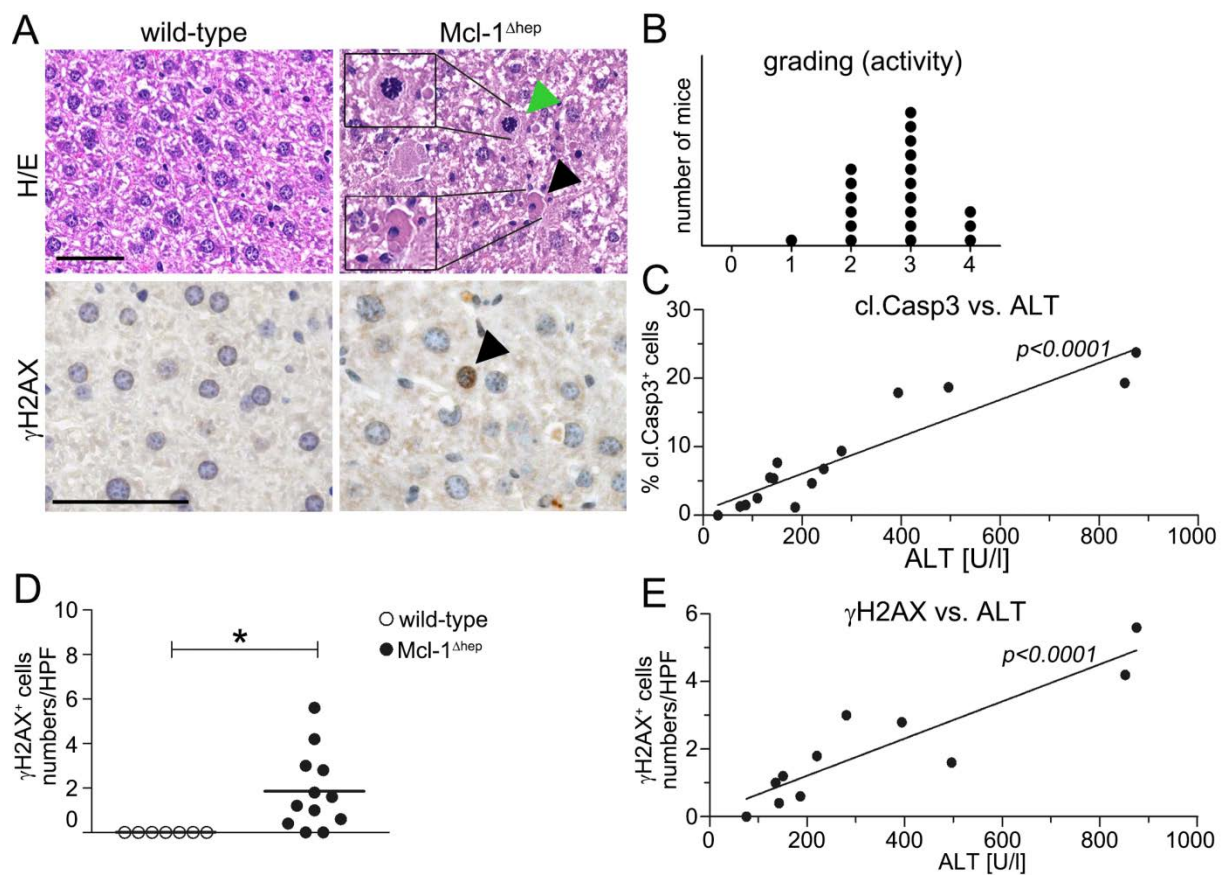 A
wild-type
Mcl-1Δhep
H/E
γH2AX
B
grading (activity)
number of mice
0 1 2 3 4
C
cl.Casp3 vs. ALT
% cl.Casp3+ cells
30
20
10
0
p<0.0001
0 200 400 600 800 1000
ALT [U/l]
D
γH2AX+ cells
numbers/HPF
10
8
6
4
2
0
*
wild-type
Mcl-1Δhep
E
γH2AX vs. ALT
γH2AX+ cells
numbers/HPF
6
4
2
0
p<0.0001
0 200 400 600 800 1000
ALT [U/l]